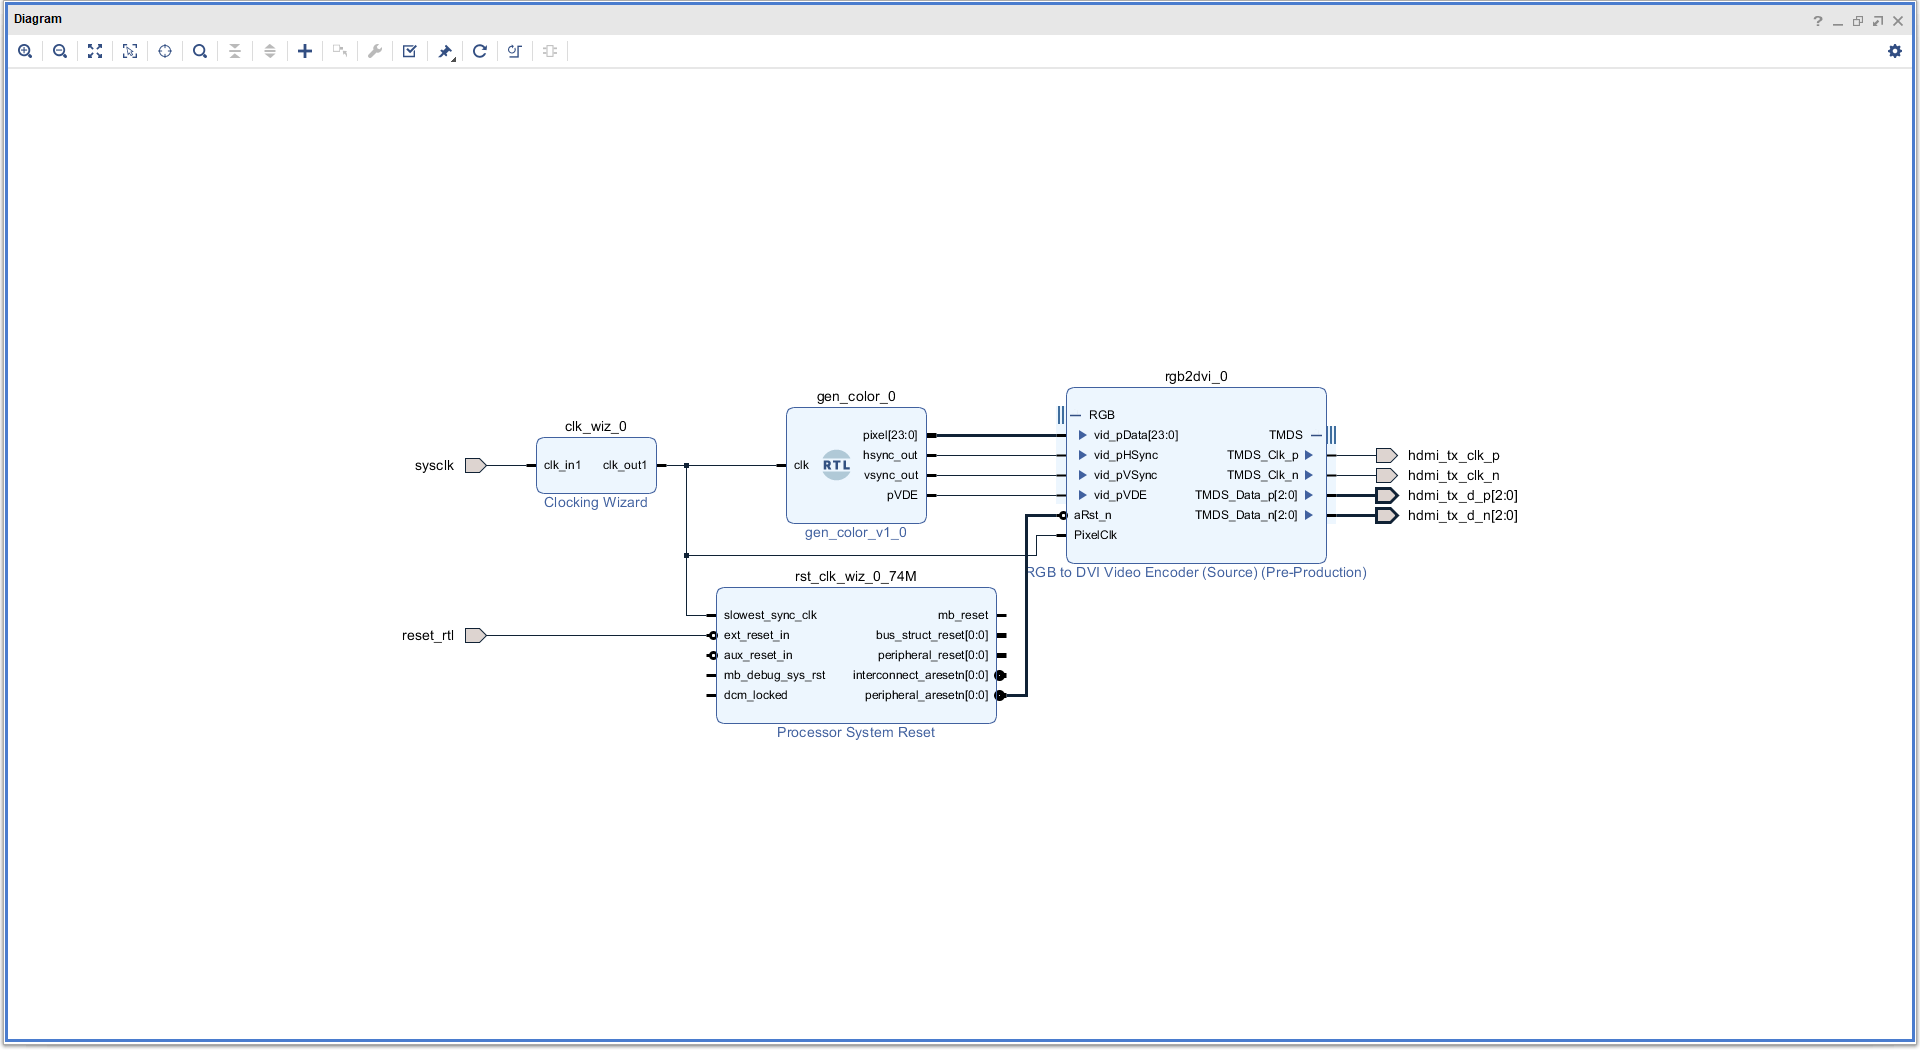 Diagram
rgb2dvi_0
gen_color_0
clk_wiz_0
RGB
pixel[23:0]
vid_pData[23:0]
TMDS
hsync_out
vid_pHSync
TMDS_Clk_p
hdmi_tx_clk_p
sysclk
clk_in1
clk_out1
clk
RTL
vsync_out
vid_pVSync
TMDS_Clk_n
hdmi_tx_clk_n
pVDE
vid_pVDE
TMDS_Data_p[2:0]
hdmi_tx_d_p[2:0]
Clocking Wizard
aRst_n
TMDS_Data_n[2:0]
hdmi_tx_d_n[2:0]
gen_color_v1_0
PixelClk
RGB to DVI Video Encoder (Source) (Pre-Production)
rst_clk_wiz_0_74M
slowest_sync_clk
mb_reset
reset_rtl
ext_reset_in
bus_struct_reset[0:0]
aux_reset_in
peripheral_reset[0:0]
mb_debug_sys_rst
interconnect_aresetn[0:0]
dcm_locked
peripheral_aresetn[0:0]
Processor System Reset